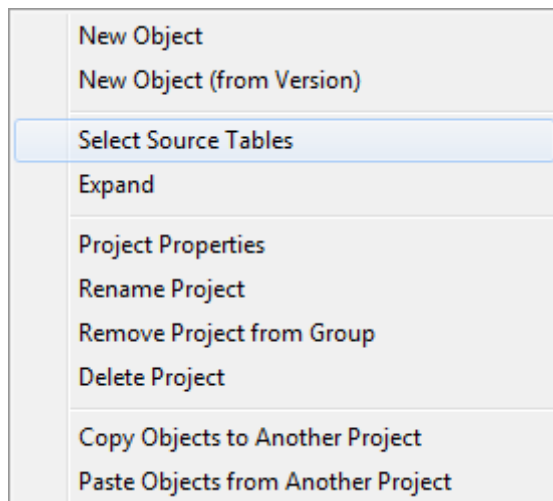 New Object
New Object (from Version)
Select Source Tables
Expand
Project Properties
Rename Project
Remove Project from Group
Delete Project
Copy Objects to Another Project
Paste Objects from Another Project